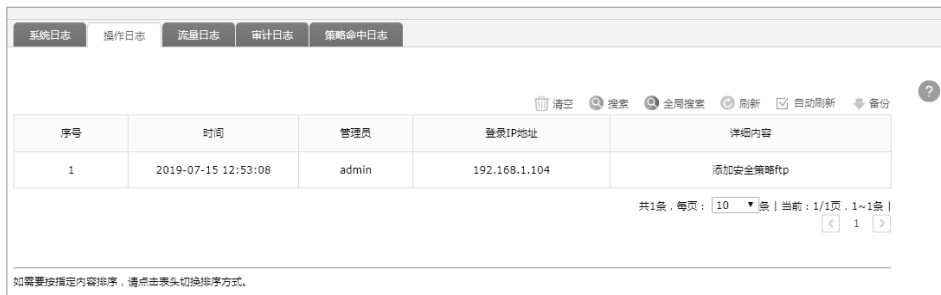 系统日志 操作日志 流量日志 审计日志 策略命中日志
清空 搜索 全局搜索 刷新 自动刷新 备份 ?
序号 时间 管理员 登录IP地址 详细内容
1 2019-07-15 12:53:08 admin 192.168.1.104 添加安全策略ftp
共1条，每页： 10 条 | 当前：1/1页，1~1条 |
< 1 >
如需要按指定内容排序，请点击表头切换排序方式。